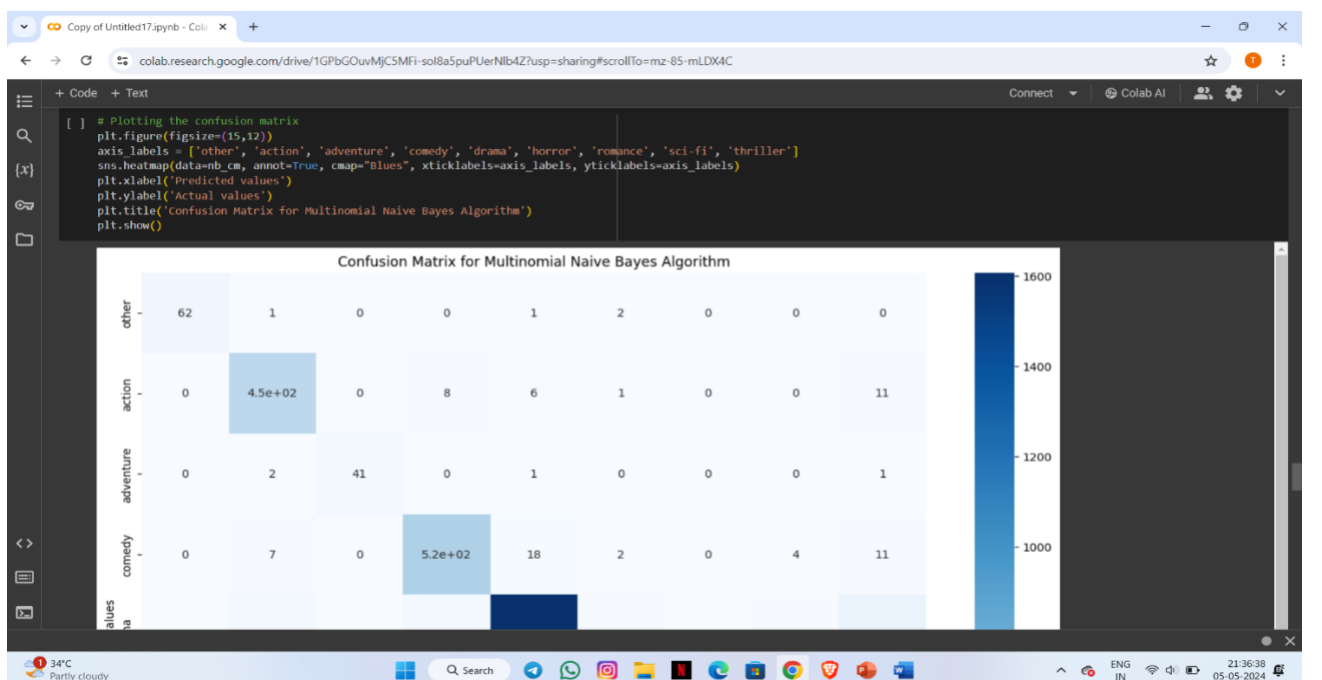 Copy of Untitled17.ipynb - Cola
colab.research.google.com/drive/1GPbGOuvMjC5MFi-sol8a5puPUerNlb4Z?usp=sharing#scrollTo=mz-85-mLDX4C
T
+ Code + Text
Connect
Colab AI
[ ] # Plotting the confusion matrix
plt.figure(figsize=(15,12))
axis_labels = ['other', 'action', 'adventure', 'comedy', 'drama', 'horror', 'romance', 'sci-fi', 'thriller']
sns.heatmap(data=nb_cm, annot=True, cmap="Blues", xticklabels=axis_labels, yticklabels=axis_labels)
plt.xlabel('Predicted values')
plt.ylabel('Actual values')
plt.title('Confusion Matrix for Multinomial Naive Bayes Algorithm')
plt.show()
{x}
Confusion Matrix for Multinomial Naive Bayes Algorithm
other 62 1 0 0 1 2 0 0 0
action 0 4.5e+02 0 8 6 1 0 0 11
adventure 0 2 41 0 1 0 0 0 1
comedy 0 7 0 5.2e+02 18 2 0 4 11
alues
na
1600
1400
1200
1000
1
34°C
Partly cloudy
Search
ENG
IN
21:36:38
05-05-2024